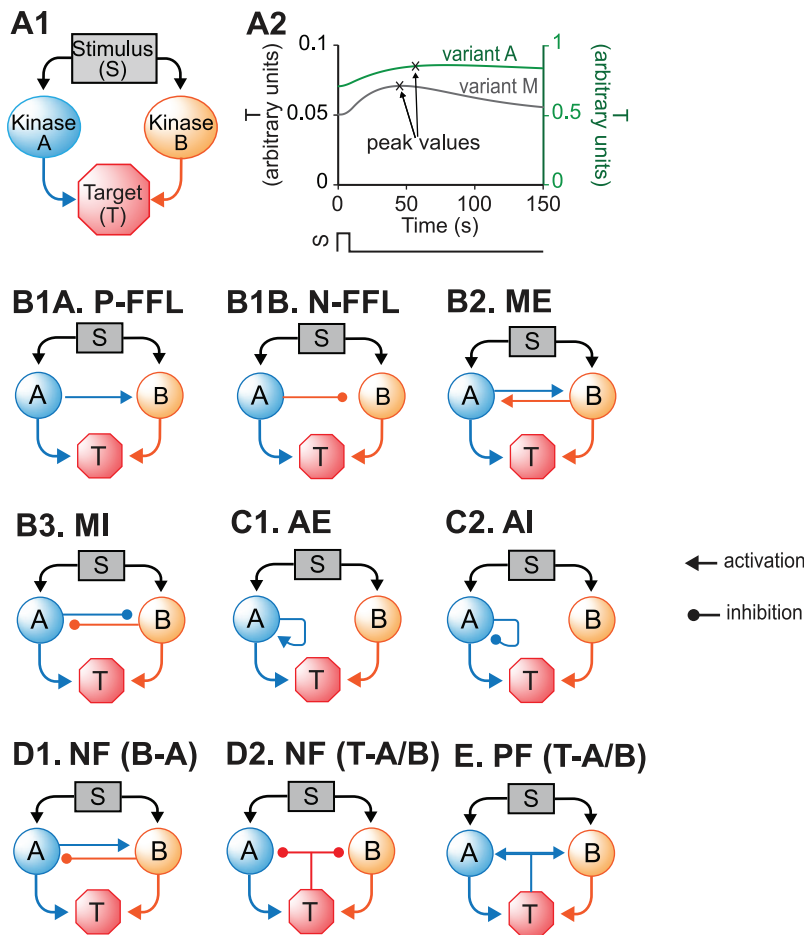 A1
Stimulus
(S)
Kinase
A
Kinase
B
Target
(T)
A2
T
(arbitrary units)
0.1
0.05
0
variant A
variant M
peak values
1
0.5
0
T
(arbitrary units)
0 50 100 150
Time (s)
S
B1A. P-FFL
S
A
B
T
B1B. N-FFL
S
A
B
T
B2. ME
S
A
B
T
B3. MI
S
A
B
T
C1. AE
S
A
B
T
C2. AI
S
A
B
T
activation
inhibition
D1. NF (B-A)
S
A
B
T
D2. NF (T-A/B)
S
A
B
T
E. PF (T-A/B)
S
A
B
T